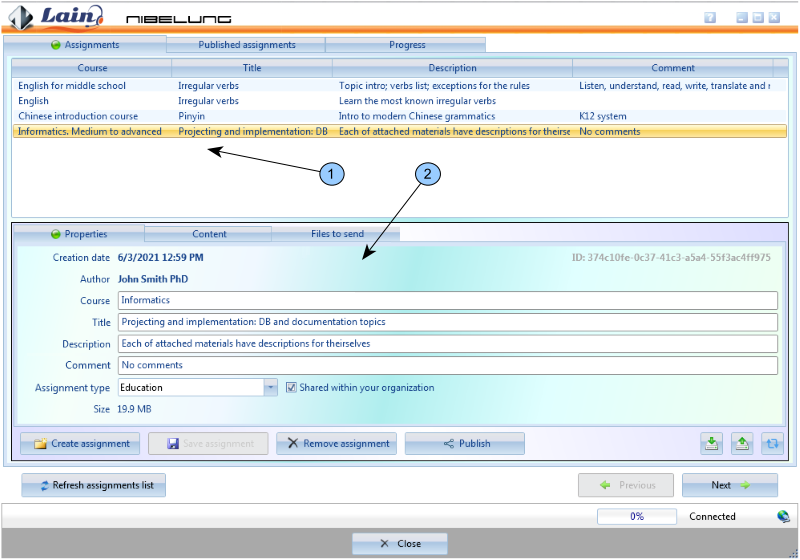 Lain NIBELUNG ?
Assignments Published assignments Progress
Course Title Description Comment
English for middle school Irregular verbs Topic intro; verbs list; exceptions for the rules Listen, understand, read, write, translate and
English Irregular verbs Learn the most known irregular verbs
Chinese introduction course Pinyin Intro to modern Chinese grammatics K12 system
Informatics. Medium to advanced Projecting and implementation: DB Each of attached materials have descriptions for theirse No comments
1 2
Properties Content Files to send
Creation date 6/3/2021 12:59 PM ID: 374c10fe-0c37-41c3-a5a4-55f3ac4ff975
Author John Smith PhD
Course Informatics
Title Projecting and implementation: DB and documentation topics
Description Each of attached materials have descriptions for theirselves
Comment No comments
Assignment type Education Shared within your organization
Size 19.9 MB
Create assignment Save assignment Remove assignment Publish
Refresh assignments list Previous Next
0% Connected
Close